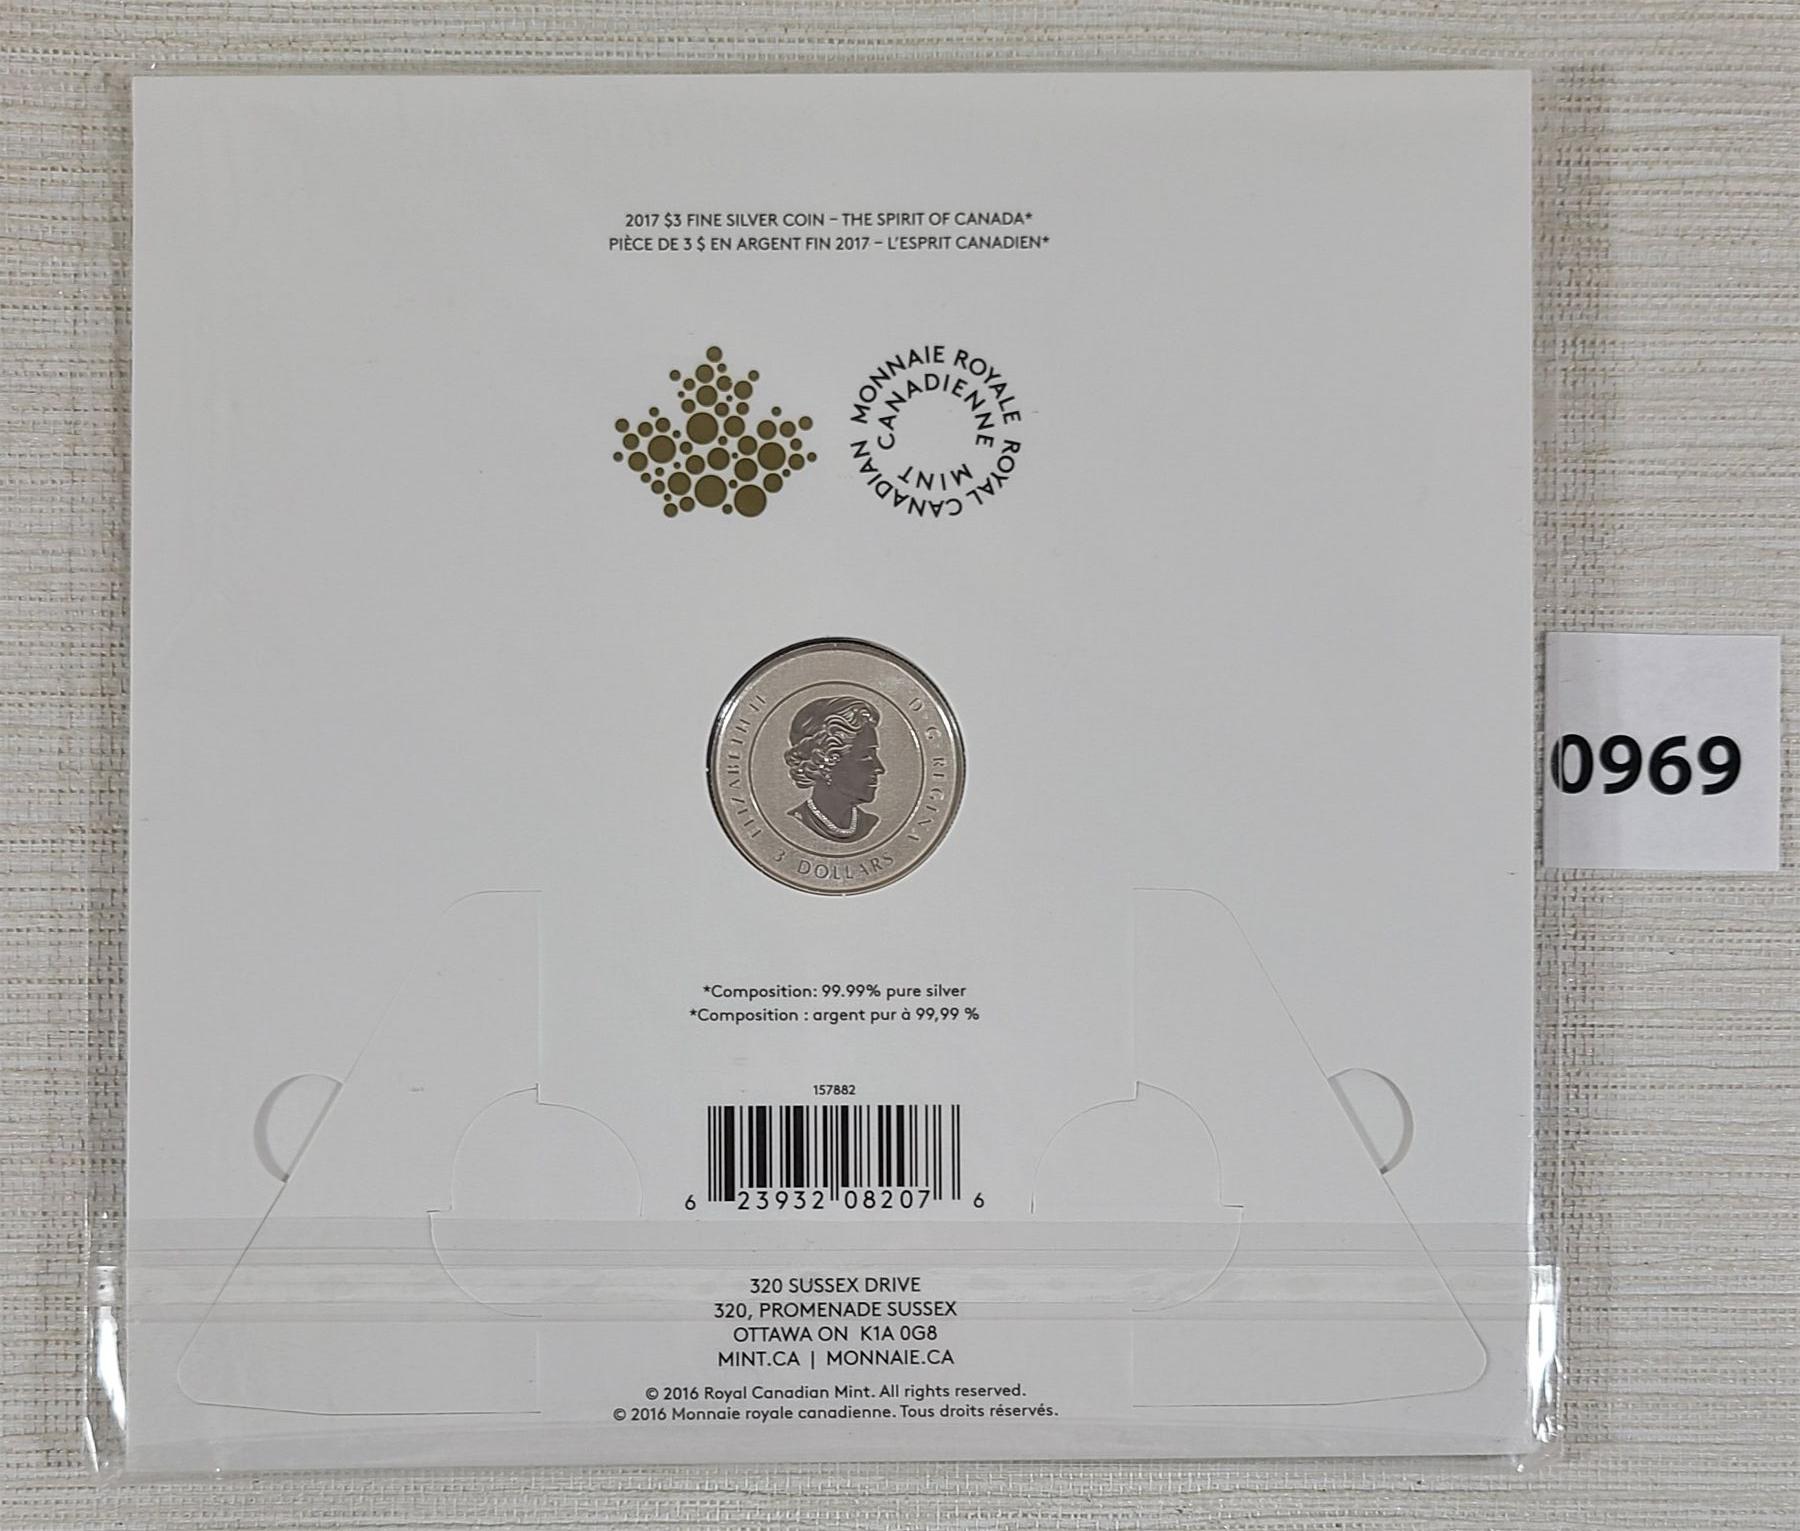 2017 $3 FINE SILVER COIN – THE SPIRIT OF CANADA*
PIÈCE DE 3 $ EN ARGENT FIN 2017 – L'ESPRIT CANADIEN*
MONNAIE ROYALE
CANADIENNE
ROYAL CANADIAN
MINT
ELIZABETH II
D · G · REGINA
3 DOLLARS
0969
*Composition: 99.99% pure silver
*Composition : argent pur à 99,99 %
157882
6 23932 08207 6
320 SUSSEX DRIVE
320, PROMENADE SUSSEX
OTTAWA ON K1A 0G8
MINT.CA | MONNAIE.CA
© 2016 Royal Canadian Mint. All rights reserved.
© 2016 Monnaie royale canadienne. Tous droits réservés.